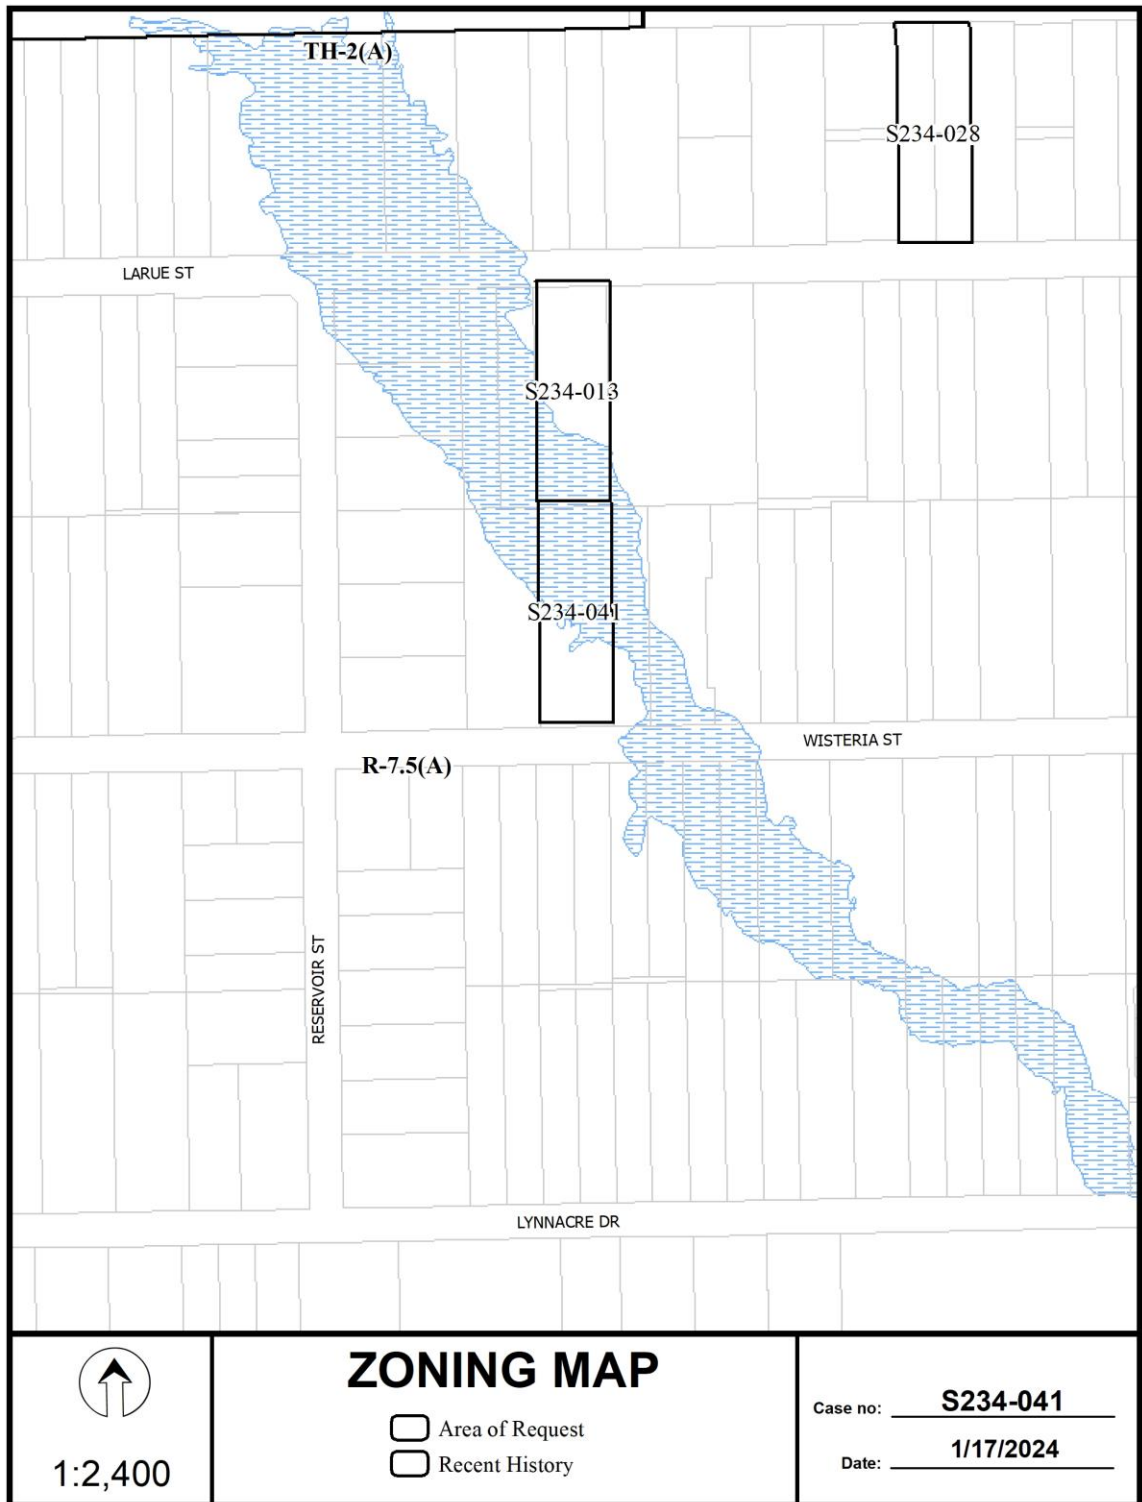 TH-2(A)
S234-028
LARUE ST
S234-013
S234-041
WISTERIA ST
R-7.5(A)
RESERVOIR ST
LYNNACRE DR
1:2,400
ZONING MAP
Area of Request
Recent History
Case no: S234-041
Date: 1/17/2024